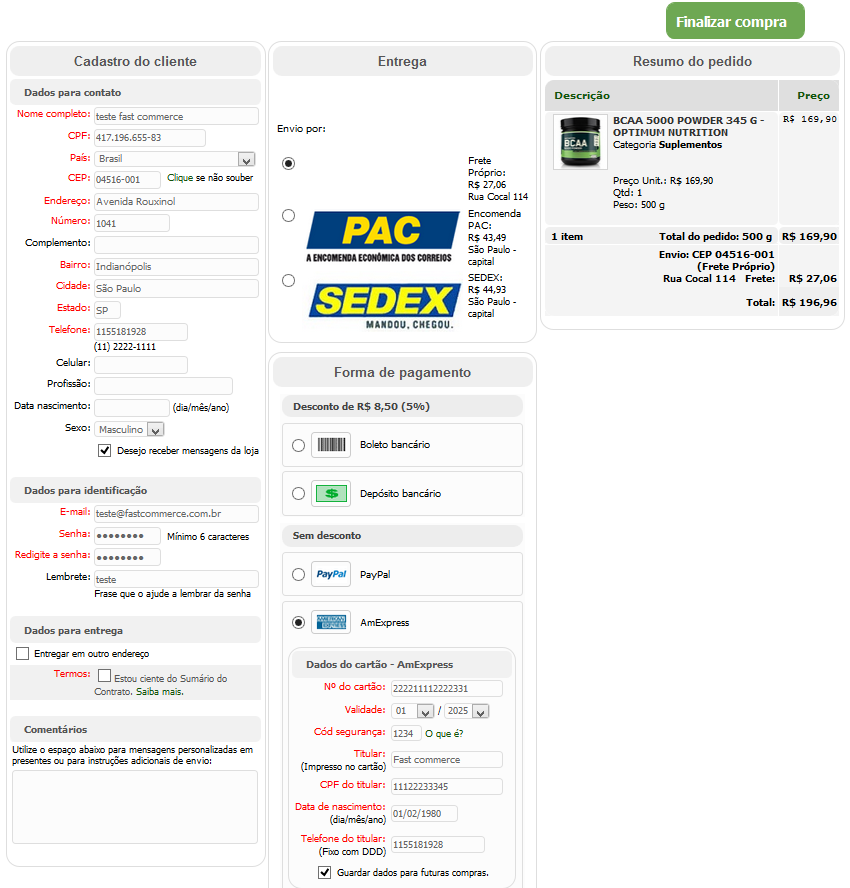 Finalizar compra
Cadastro do cliente
Dados para contato
Nome completo: teste fast commerce
CPF: 417.196.655-83
País: Brasil
CEP: 04516-001 Clique se não souber
Endereço: Avenida Rouxinol
Número: 1041
Complemento:
Bairro: Indianópolis
Cidade: São Paulo
Estado: SP
Telefone: 1155181928
(11) 2222-1111
Celular:
Profissão:
Data nascimento: (dia/mês/ano)
Sexo: Masculino
Desejo receber mensagens da loja
Dados para identificação
E-mail: teste@fastcommerce.com.br
Senha: •••••••• Mínimo 6 caracteres
Redigite a senha: ••••••••
Lembrete: teste
Frase que o ajude a lembrar da senha
Dados para entrega
Entregar em outro endereço
Termos: Estou ciente do Sumário do
Contrato. Saiba mais.
Comentários
Utilize o espaço abaixo para mensagens personalizadas em
presentes ou para instruções adicionais de envio:
Entrega
Envio por:
Frete
Próprio:
R$ 27,06
Rua Cocal 114
PAC
A ENCOMENDA ECONÔMICA DOS CORREIOS
Encomenda
PAC:
R$ 43,49
São Paulo -
capital
SEDEX
MANDOU, CHEGOU.
SEDEX:
R$ 44,93
São Paulo -
capital
Forma de pagamento
Desconto de R$ 8,50 (5%)
Boleto bancário
$ Depósito bancário
Sem desconto
PayPal PayPal
AMERICAN EXPRESS AmExpress
Dados do cartão - AmExpress
Nº do cartão: 222211112222331
Validade: 01 / 2025
Cód segurança: 1234 O que é?
Titular: Fast commerce
(Impresso no cartão)
CPF do titular: 11122233345
Data de nascimento: 01/02/1980
(dia/mês/ano)
Telefone do titular: 1155181928
(Fixo com DDD)
Guardar dados para futuras compras.
Resumo do pedido
Descrição Preço
BCAA
BCAA 5000 POWDER 345 G - R$ 169,90
OPTIMUM NUTRITION
Categoria Suplementos
Preço Unit.: R$ 169,90
Qtd: 1
Peso: 500 g
1 item Total do pedido: 500 g R$ 169,90
Envio: CEP 04516-001
(Frete Próprio)
Rua Cocal 114 Frete: R$ 27,06
Total: R$ 196,96